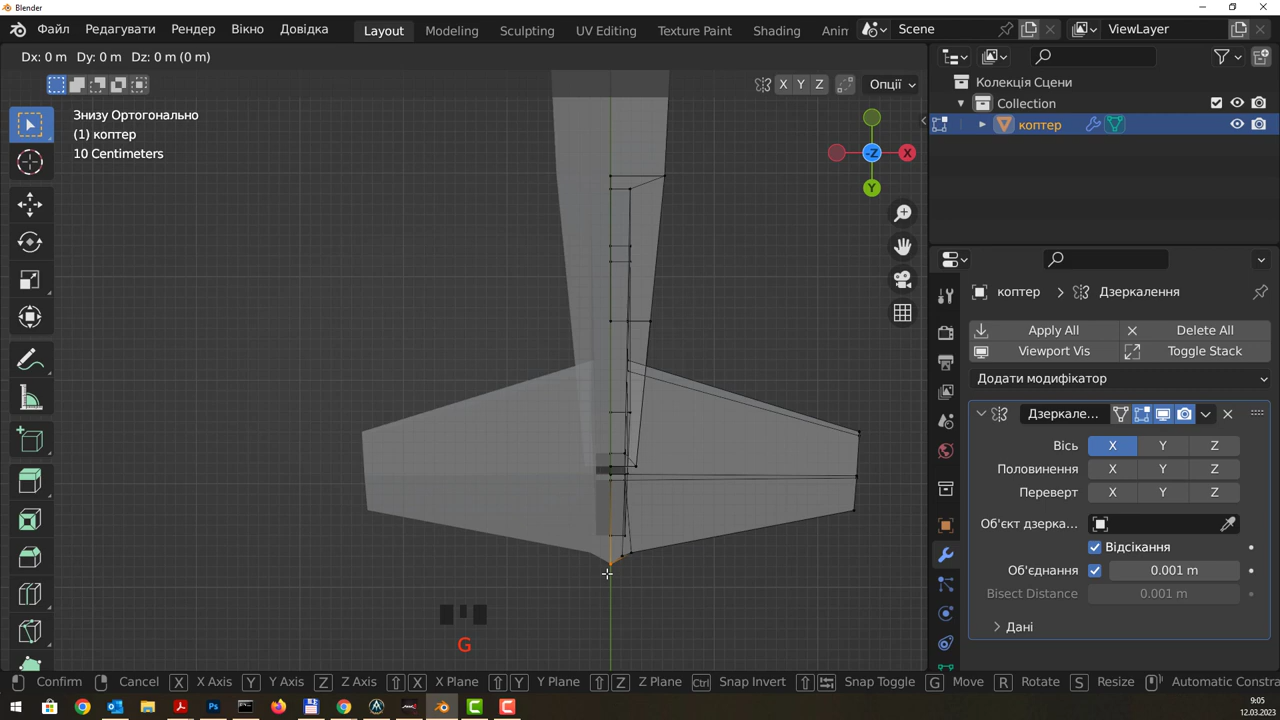 Blender
Файл Редагувати Рендер Вікно Довідка Layout Modeling Sculpting UV Editing Texture Paint Shading Anim Scene ViewLayer
Dx: 0 m Dy: 0 m Dz: 0 m (0 m)
X Y Z Опції
Знизу Ортогонально
(1) коптер
10 Centimeters
-Z X
Y
Колекція Сцени
Collection
коптер
коптер > Дзеркалення
Apply All Delete All
Viewport Vis Toggle Stack
Додати модифікатор
Дзеркале...
Вісь X Y Z
Половинення X Y Z
Переверт X Y Z
Об'єкт дзерка...
Відсікання
Об'єднання 0.001 m
Bisect Distance 0.001 m
Дані
G
Confirm Cancel X X Axis Y Y Axis Z Z Axis X X Plane Y Y Plane Z Z Plane Ctrl Snap Invert Snap Toggle G Move R Rotate S Resize Automatic Constra
9:05
12.03.2023